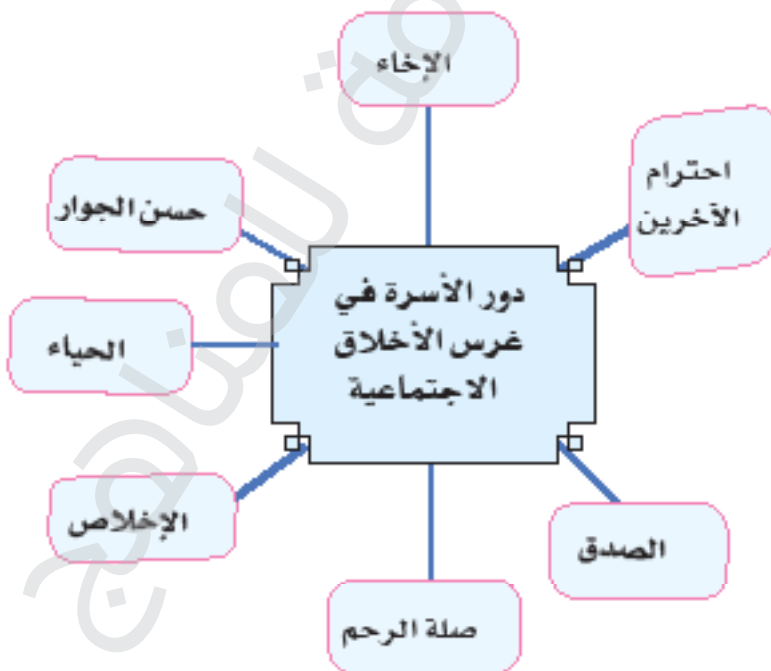 الإخاء
احترام
الآخرين
حسن الجوار
دور الأسرة في
غرس الأخلاق
الاجتماعية
الحياء
الإخلاص
الصدق
صلة الرحم